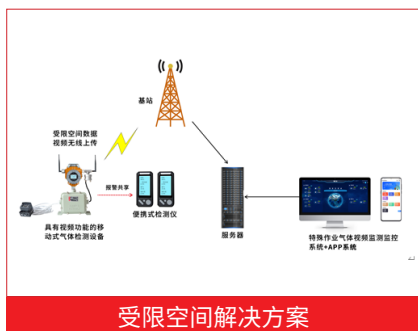 基站
受限空间数据
视频无线上传
报警共享
便携式检测仪
具有视频功能的移
动式气体检测设备
服务器
特殊作业气体视频监测监控
系统+APP系统
受限空间解决方案